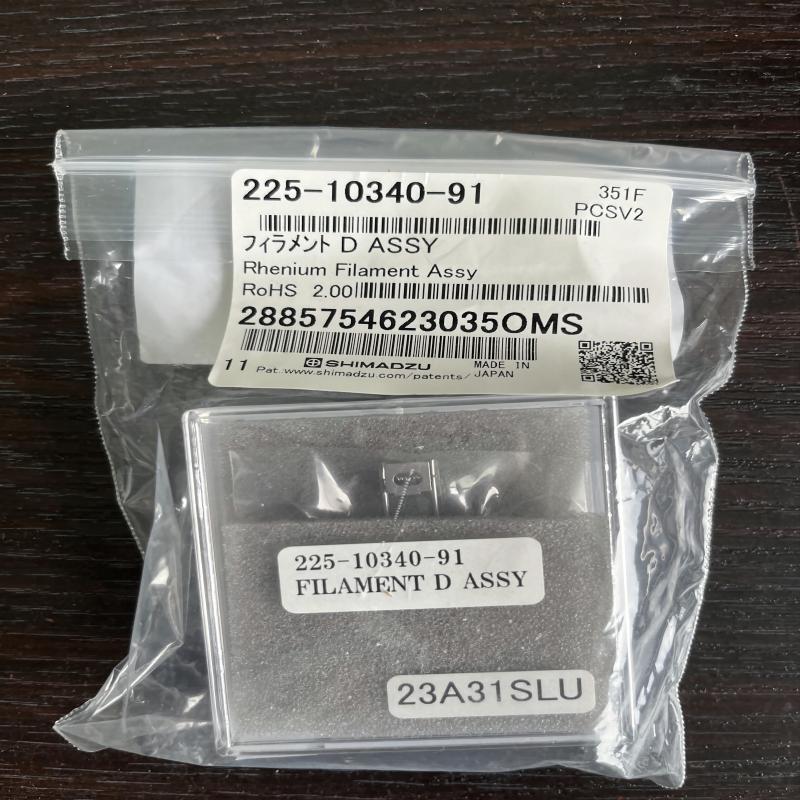 225-10340-91
351F
PCSV2
フィラメント D ASSY
Rhenium Filament Assy
RoHS 2.00
2885754623035OMS
11
SHIMADZU
MADE IN
JAPAN
Pat.:www.shimadzu.com/patents/
225-10340-91
FILAMENT D ASSY
23A31SLU